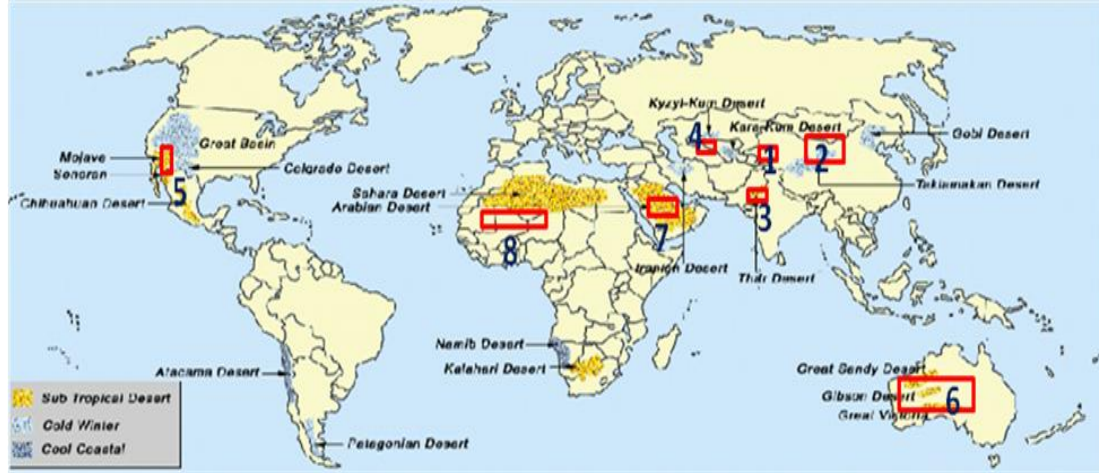 Kyzyl-Kum Desert
4
Kara-Kum Desert
Gobi Desert
Great Basin
1
2
Mojave
Sonoran
Colorado Desert
5
Sahara Desert
Taklamakan Desert
Chihuahuan Desert
Arabian Desert
3
7
8
Iranian Desert
Thar Desert
Namib Desert
Atacama Desert
Kalahari Desert
Great Sandy Desert
Gibson Desert
6
Great Victoria
Sub Tropical Desert
Cold Winter
Cool Coastal
Patagonian Desert